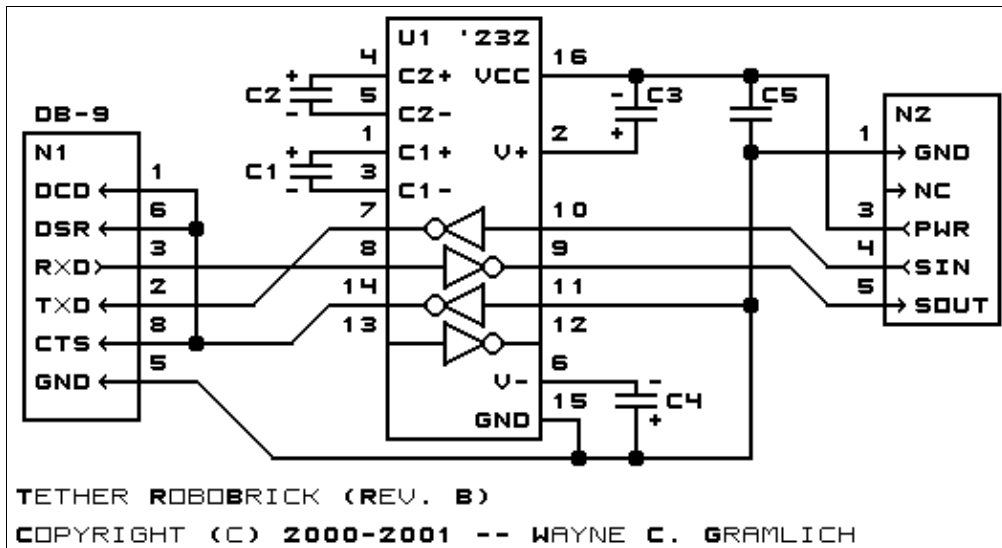 U1 '232
4 16
C2+ VCC
C2 + - 5 C2- - C3 + C5
DB-9 N2
1 2 1
N1 C1+ V+ GND
C1 + - 3
1 C1- NC
DCD
6 7 10 3
DSR PWR
3 8 9 4
RXD SIN
2 14 11 5
TXD SOUT
8 13 12
CTS
5 6
GND V- -
15 C4
GND +
TETHER ROBOBRICK (REV. B)
COPYRIGHT (C) 2000-2001 -- WAYNE C. GRAMLICH